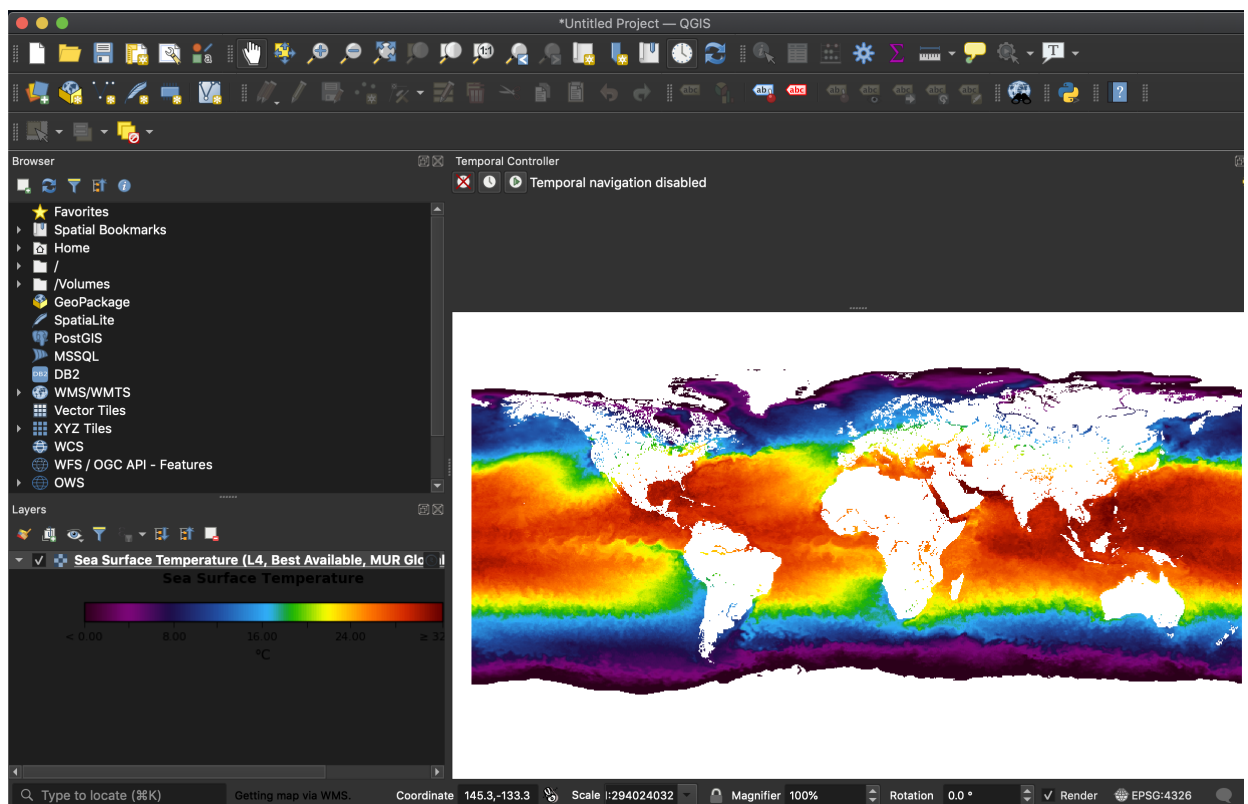 *Untitled Project — QGIS
Browser
Temporal Controller
Temporal navigation disabled
Favorites
Spatial Bookmarks
Home
/
/Volumes
GeoPackage
SpatiaLite
PostGIS
MSSQL
DB2
WMS/WMTS
Vector Tiles
XYZ Tiles
WCS
WFS / OGC API - Features
OWS
Layers
Sea Surface Temperature (L4, Best Available, MUR
Sea Surface Temperature
< 0.00 8.00 16.00 24.00 ≥ 32
°C
Type to locate (⌘K) Getting map via WMS. Coordinate 145.3,-133.3 Scale 1:294024032 Magnifier 100% Rotation 0.0 ° Render EPSG:4326